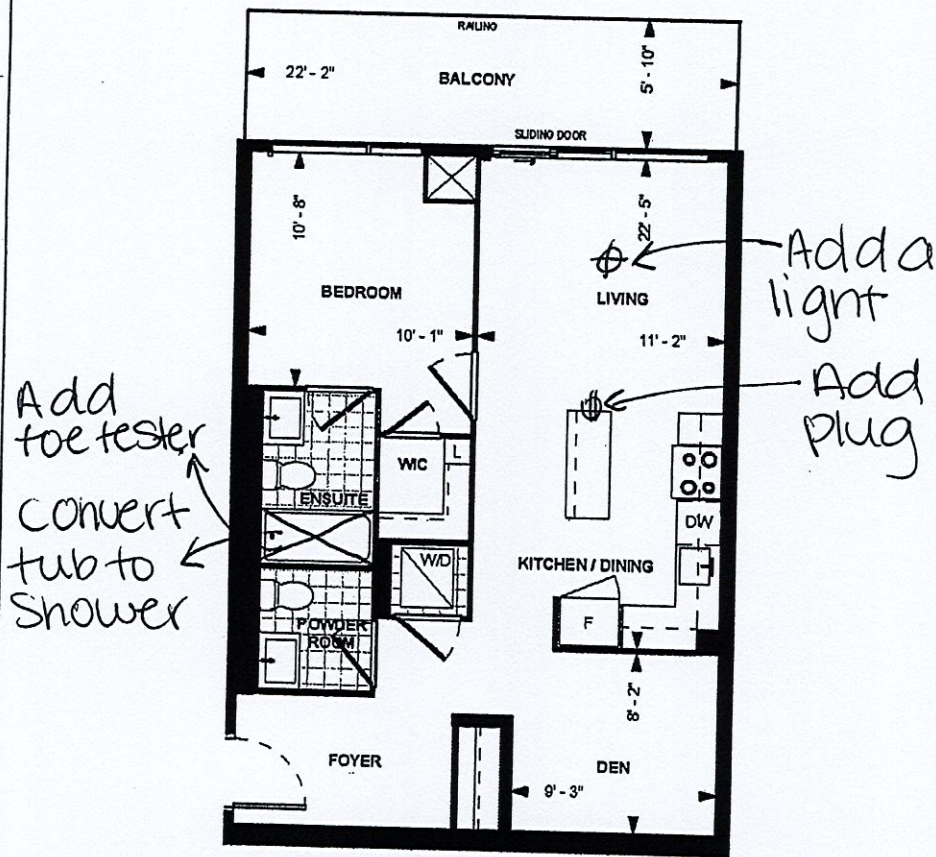 RAILING
22'- 2"
BALCONY
5'- 10"
SLIDING DOOR
10'- 8"
22'- 5"
BEDROOM
LIVING
10'- 1"
11'- 2"
Add a
light
Add
plug
Add
toe tester
Convert
tub to
Shower
WIC
L
ENSUITE
DW
W/D
KITCHEN / DINING
F
POWDER
ROOM
8'- 2"
FOYER
DEN
9'- 3"